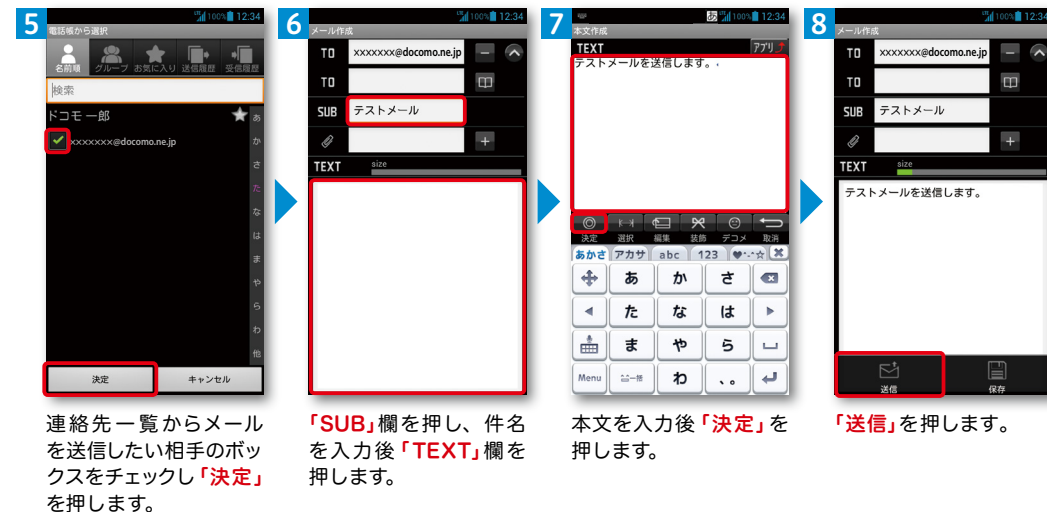 5
LTE 100% 12:34
電話帳から選択
名前順 グループ お気に入り 送信履歴 受信履歴
検索
ドコモ 一郎
xxxxxxx@docomo.ne.jp
あ
か
さ
た
な
は
ま
や
ら
わ
他
決定 キャンセル
連絡先一覧からメール
を送信したい相手のボッ
クスをチェックし「決定」
を押します。
6
LTE 100% 12:34
メール作成
TO xxxxxxx@docomo.ne.jp
TO
SUB テストメール
TEXT size
「SUB」欄を押し、件名
を入力後「TEXT」欄を
押します。
7
あ LTE 100% 12:34
本文作成
TEXT アプリ
テストメールを送信します。
決定 選択 編集 装飾 デコメ 取消
あかさ アカサ abc 123
あ か さ
た な は
ま や ら
Menu わ 、。
本文を入力後「決定」を
押します。
8
LTE 100% 12:34
メール作成
TO xxxxxxx@docomo.ne.jp
TO
SUB テストメール
TEXT size
テストメールを送信します。
送信 保存
「送信」を押します。